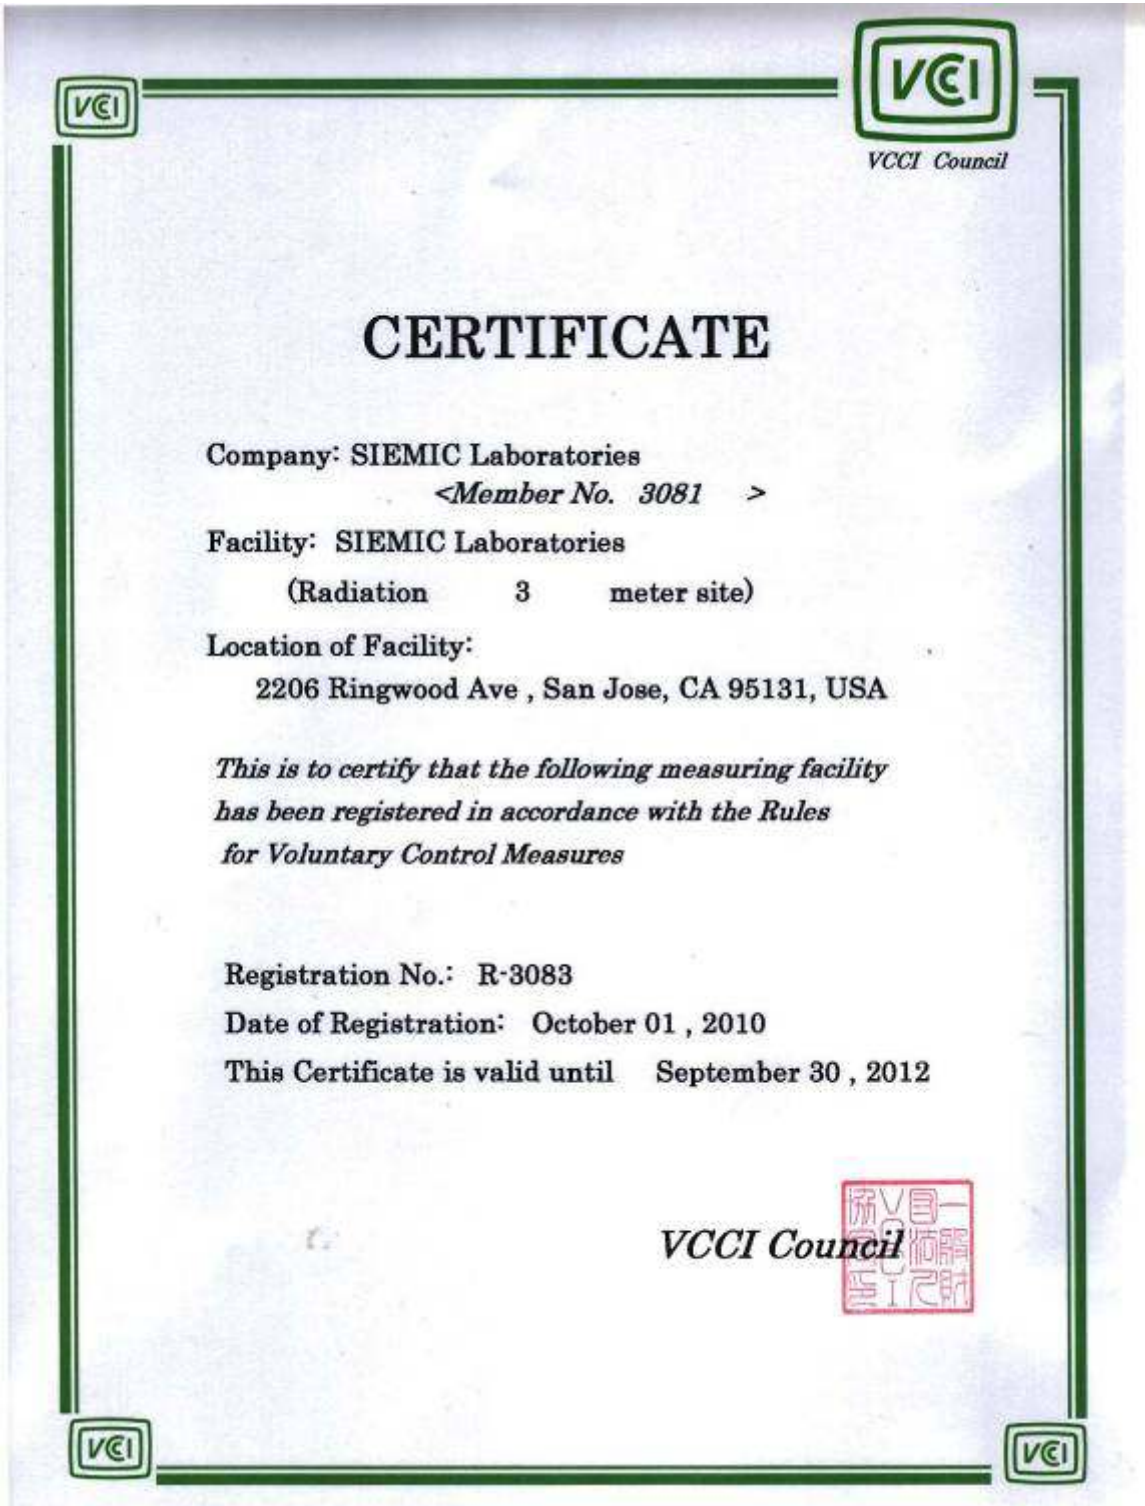 VCCI
VCCI
VCCI Council
CERTIFICATE
Company: SIEMIC Laboratories
<Member No. 3081 >
Facility: SIEMIC Laboratories
(Radiation 3 meter site)
Location of Facility:
2206 Ringwood Ave , San Jose, CA 95131, USA
This is to certify that the following measuring facility
has been registered in accordance with the Rules
for Voluntary Control Measures
Registration No.: R-3083
Date of Registration: October 01 , 2010
This Certificate is valid until September 30 , 2012
VCCI Council
VCCI
VCCI